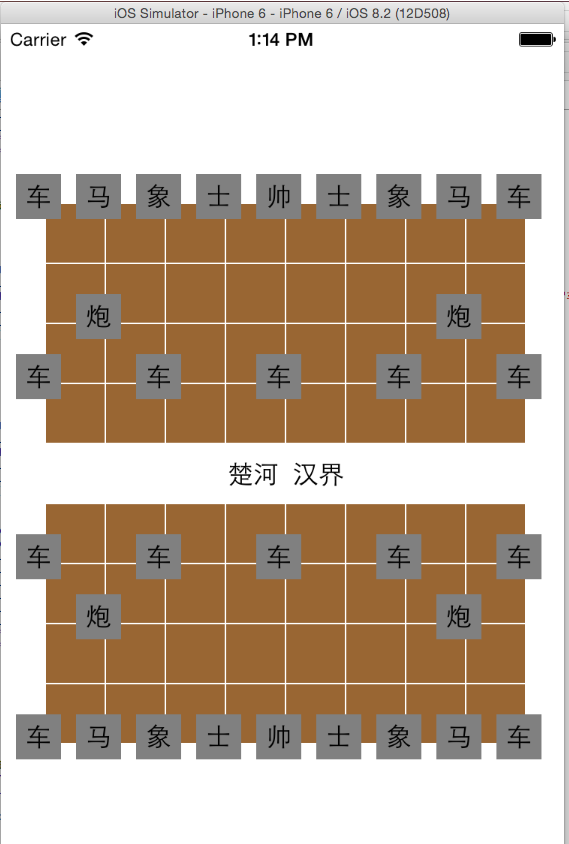 iOS Simulator - iPhone 6 - iPhone 6 / iOS 8.2 (12D508)
Carrier 1:14 PM
车 马 象 士 帅 士 象 马 车
炮 炮
车 车 车 车 车
楚河 汉界
车 车 车 车 车
炮 炮
车 马 象 士 帅 士 象 马 车